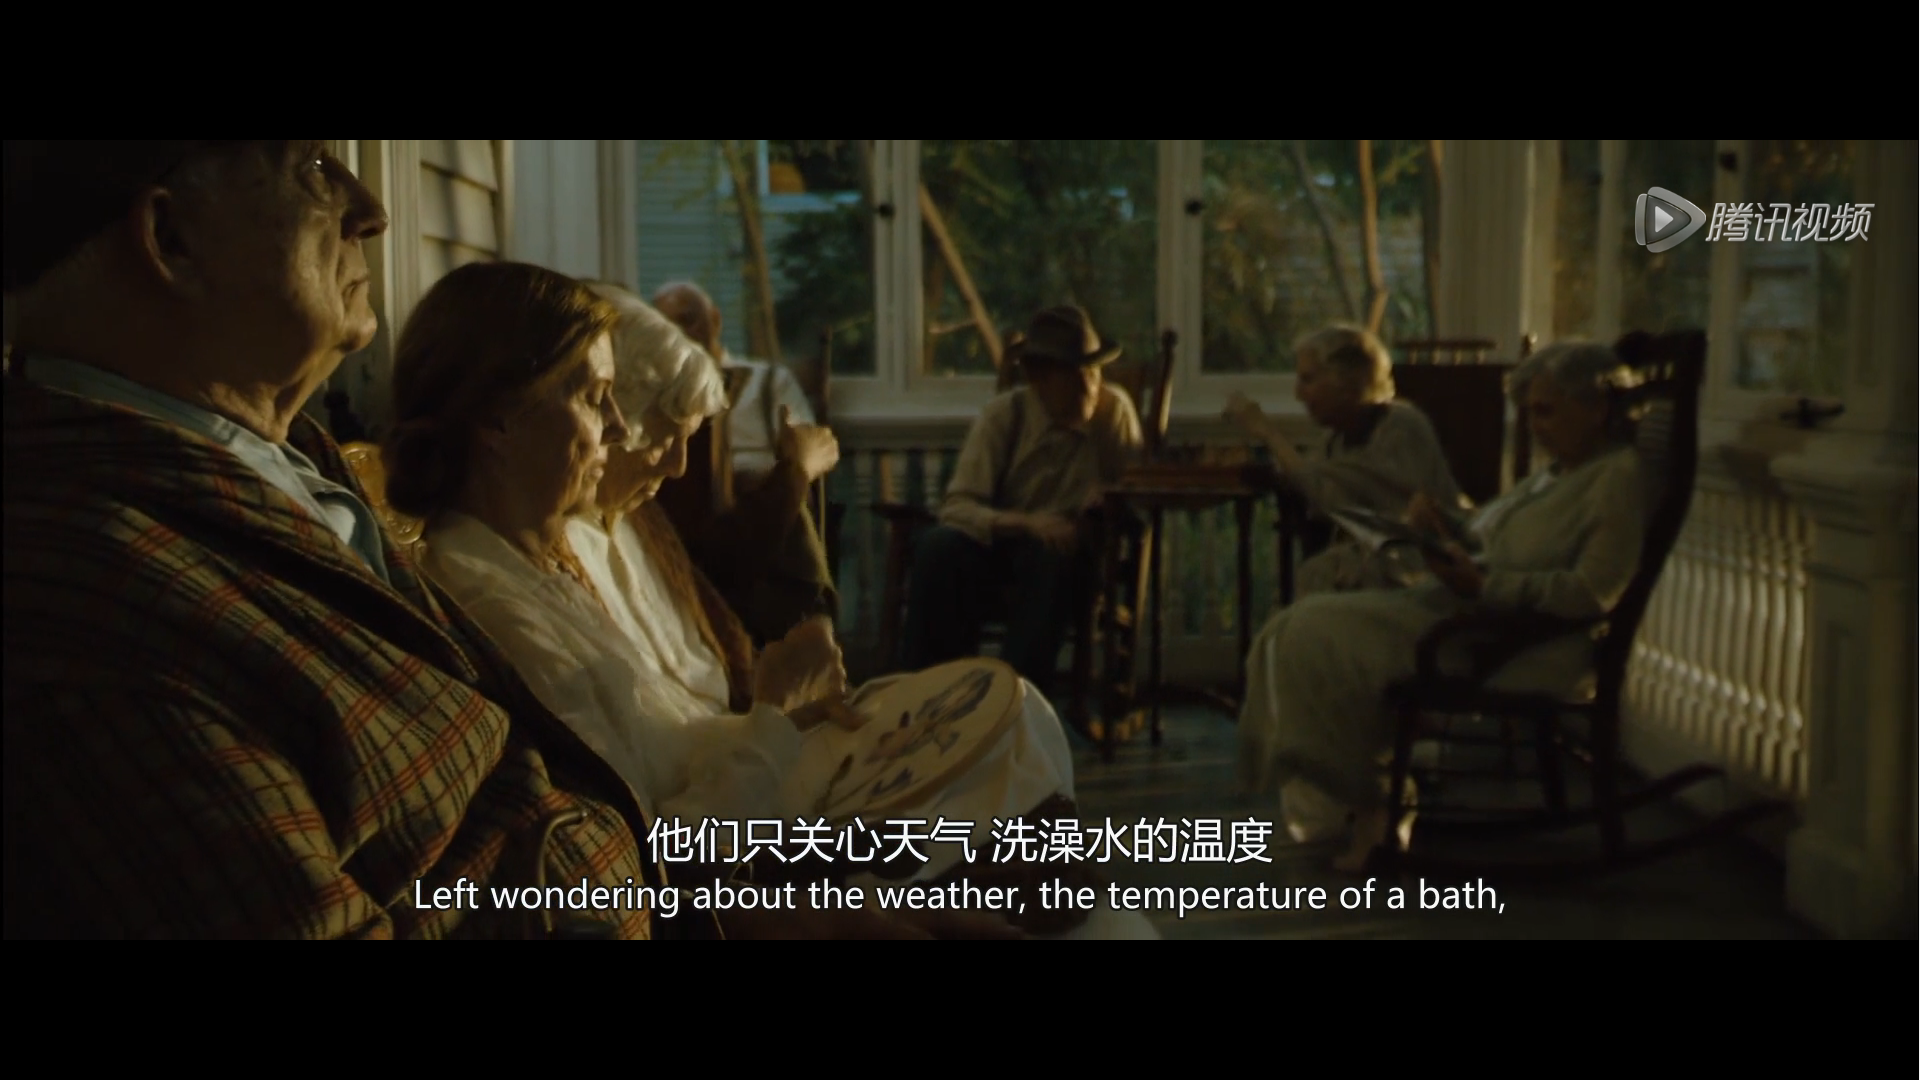 腾讯视频
他们只关心天气 洗澡水的温度
Left wondering about the weather, the temperature of a bath,